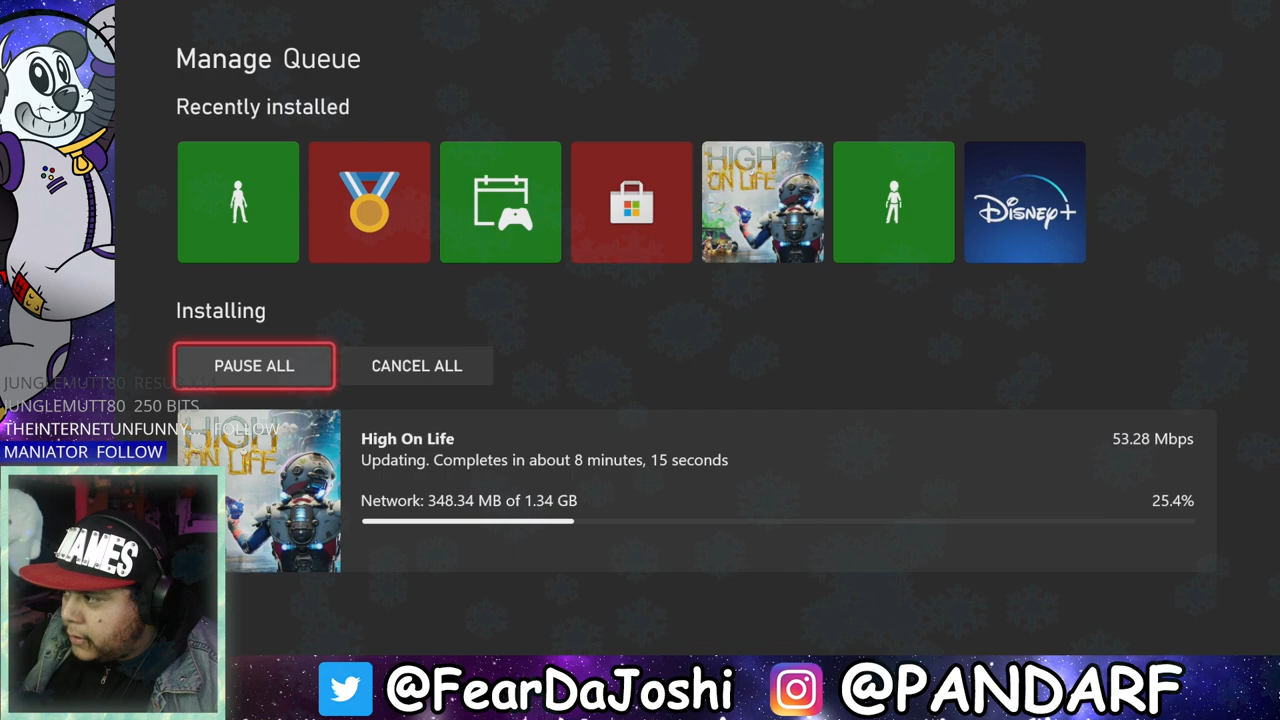 Manage Queue
Recently installed
HIGH ON LIFE
Disney+
Installing
PAUSE ALL
CANCEL ALL
JUNGLEMUTT80 RESUB X14
JUNGLEMUTT80 250 BITS
THEINTERNETUNFUNNY... FOLLOW
MANIATOR FOLLOW
HIGH ON LIFE
High On Life
53.28 Mbps
Updating. Completes in about 8 minutes, 15 seconds
Network: 348.34 MB of 1.34 GB
25.4%
@FearDaJoshi
@PANDARF